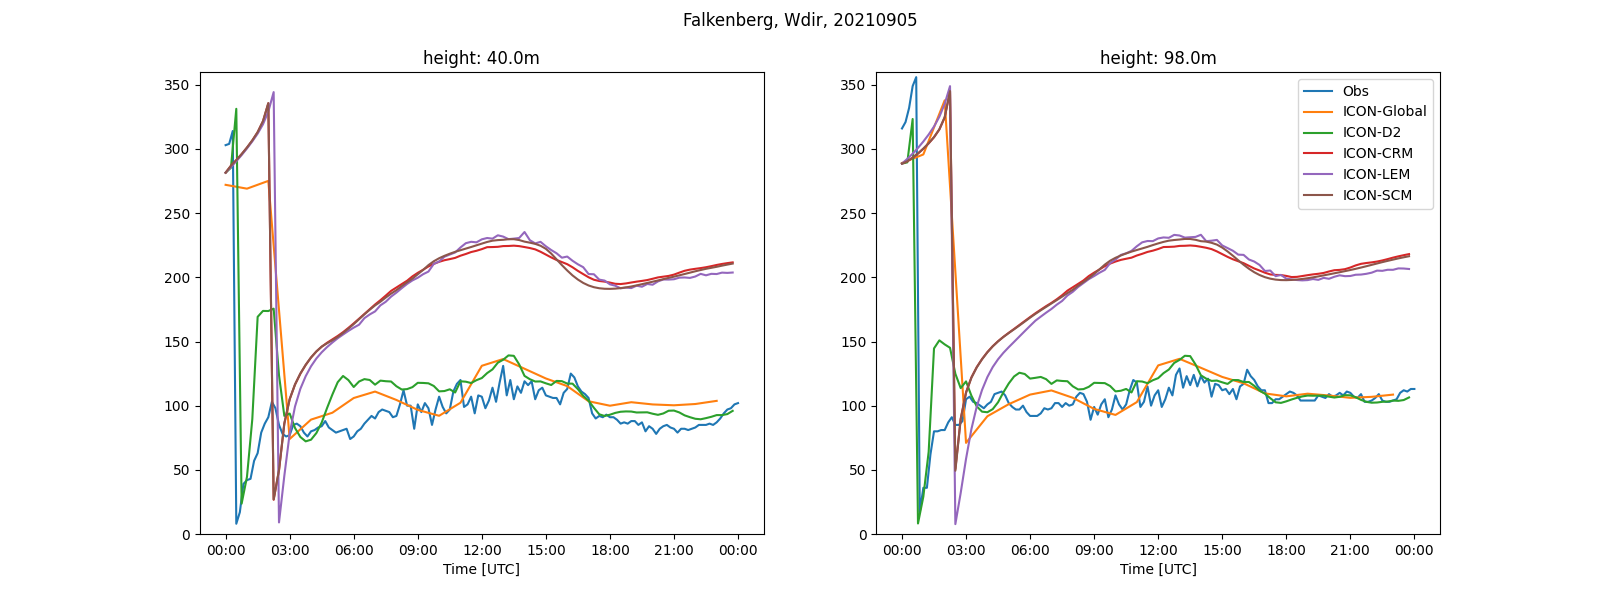 Falkenberg, Wdir, 20210905
height: 40.0m
350
300
250
200
150
100
50
0
00:00 03:00 06:00 09:00 12:00 15:00 18:00 21:00 00:00
Time [UTC]
height: 98.0m
350
300
250
200
150
100
50
0
00:00 03:00 06:00 09:00 12:00 15:00 18:00 21:00 00:00
Time [UTC]
Obs
ICON-Global
ICON-D2
ICON-CRM
ICON-LEM
ICON-SCM